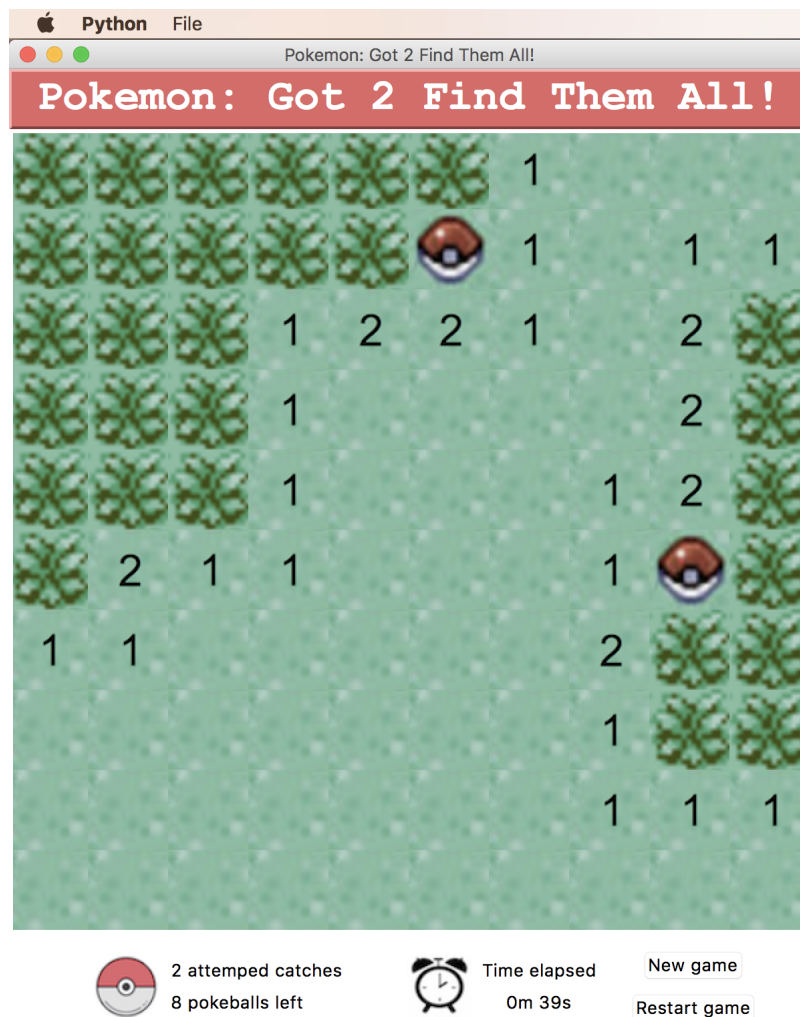 Python File
Pokemon: Got 2 Find Them All!
Pokemon: Got 2 Find Them All!
1
1 1 1
1 2 2 1 2
1 2
1 1 2
2 1 1 1
1 1 2
1
1 1 1
2 attemped catches
8 pokeballs left
Time elapsed
0m 39s
New game
Restart game